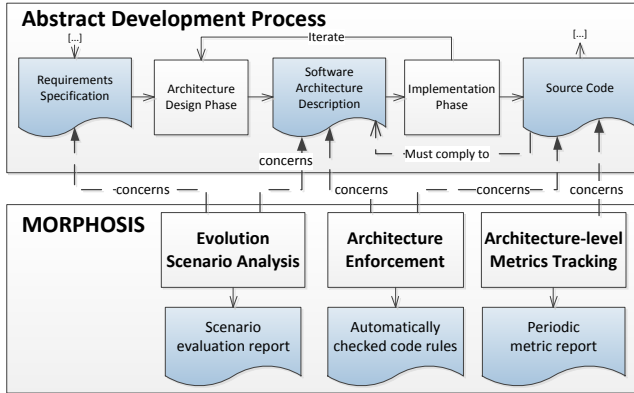 Abstract Development Process
[...]
Iterate
[...]
Requirements
Specification
Architecture
Design Phase
Software
Architecture
Description
Implementation
Phase
Source Code
Must comply to
concerns
concerns
concerns
concerns
concerns
MORPHOSIS
Evolution
Scenario Analysis
Architecture
Enforcement
Architecture-level
Metrics Tracking
Scenario
evaluation report
Automatically
checked code rules
Periodic
metric report